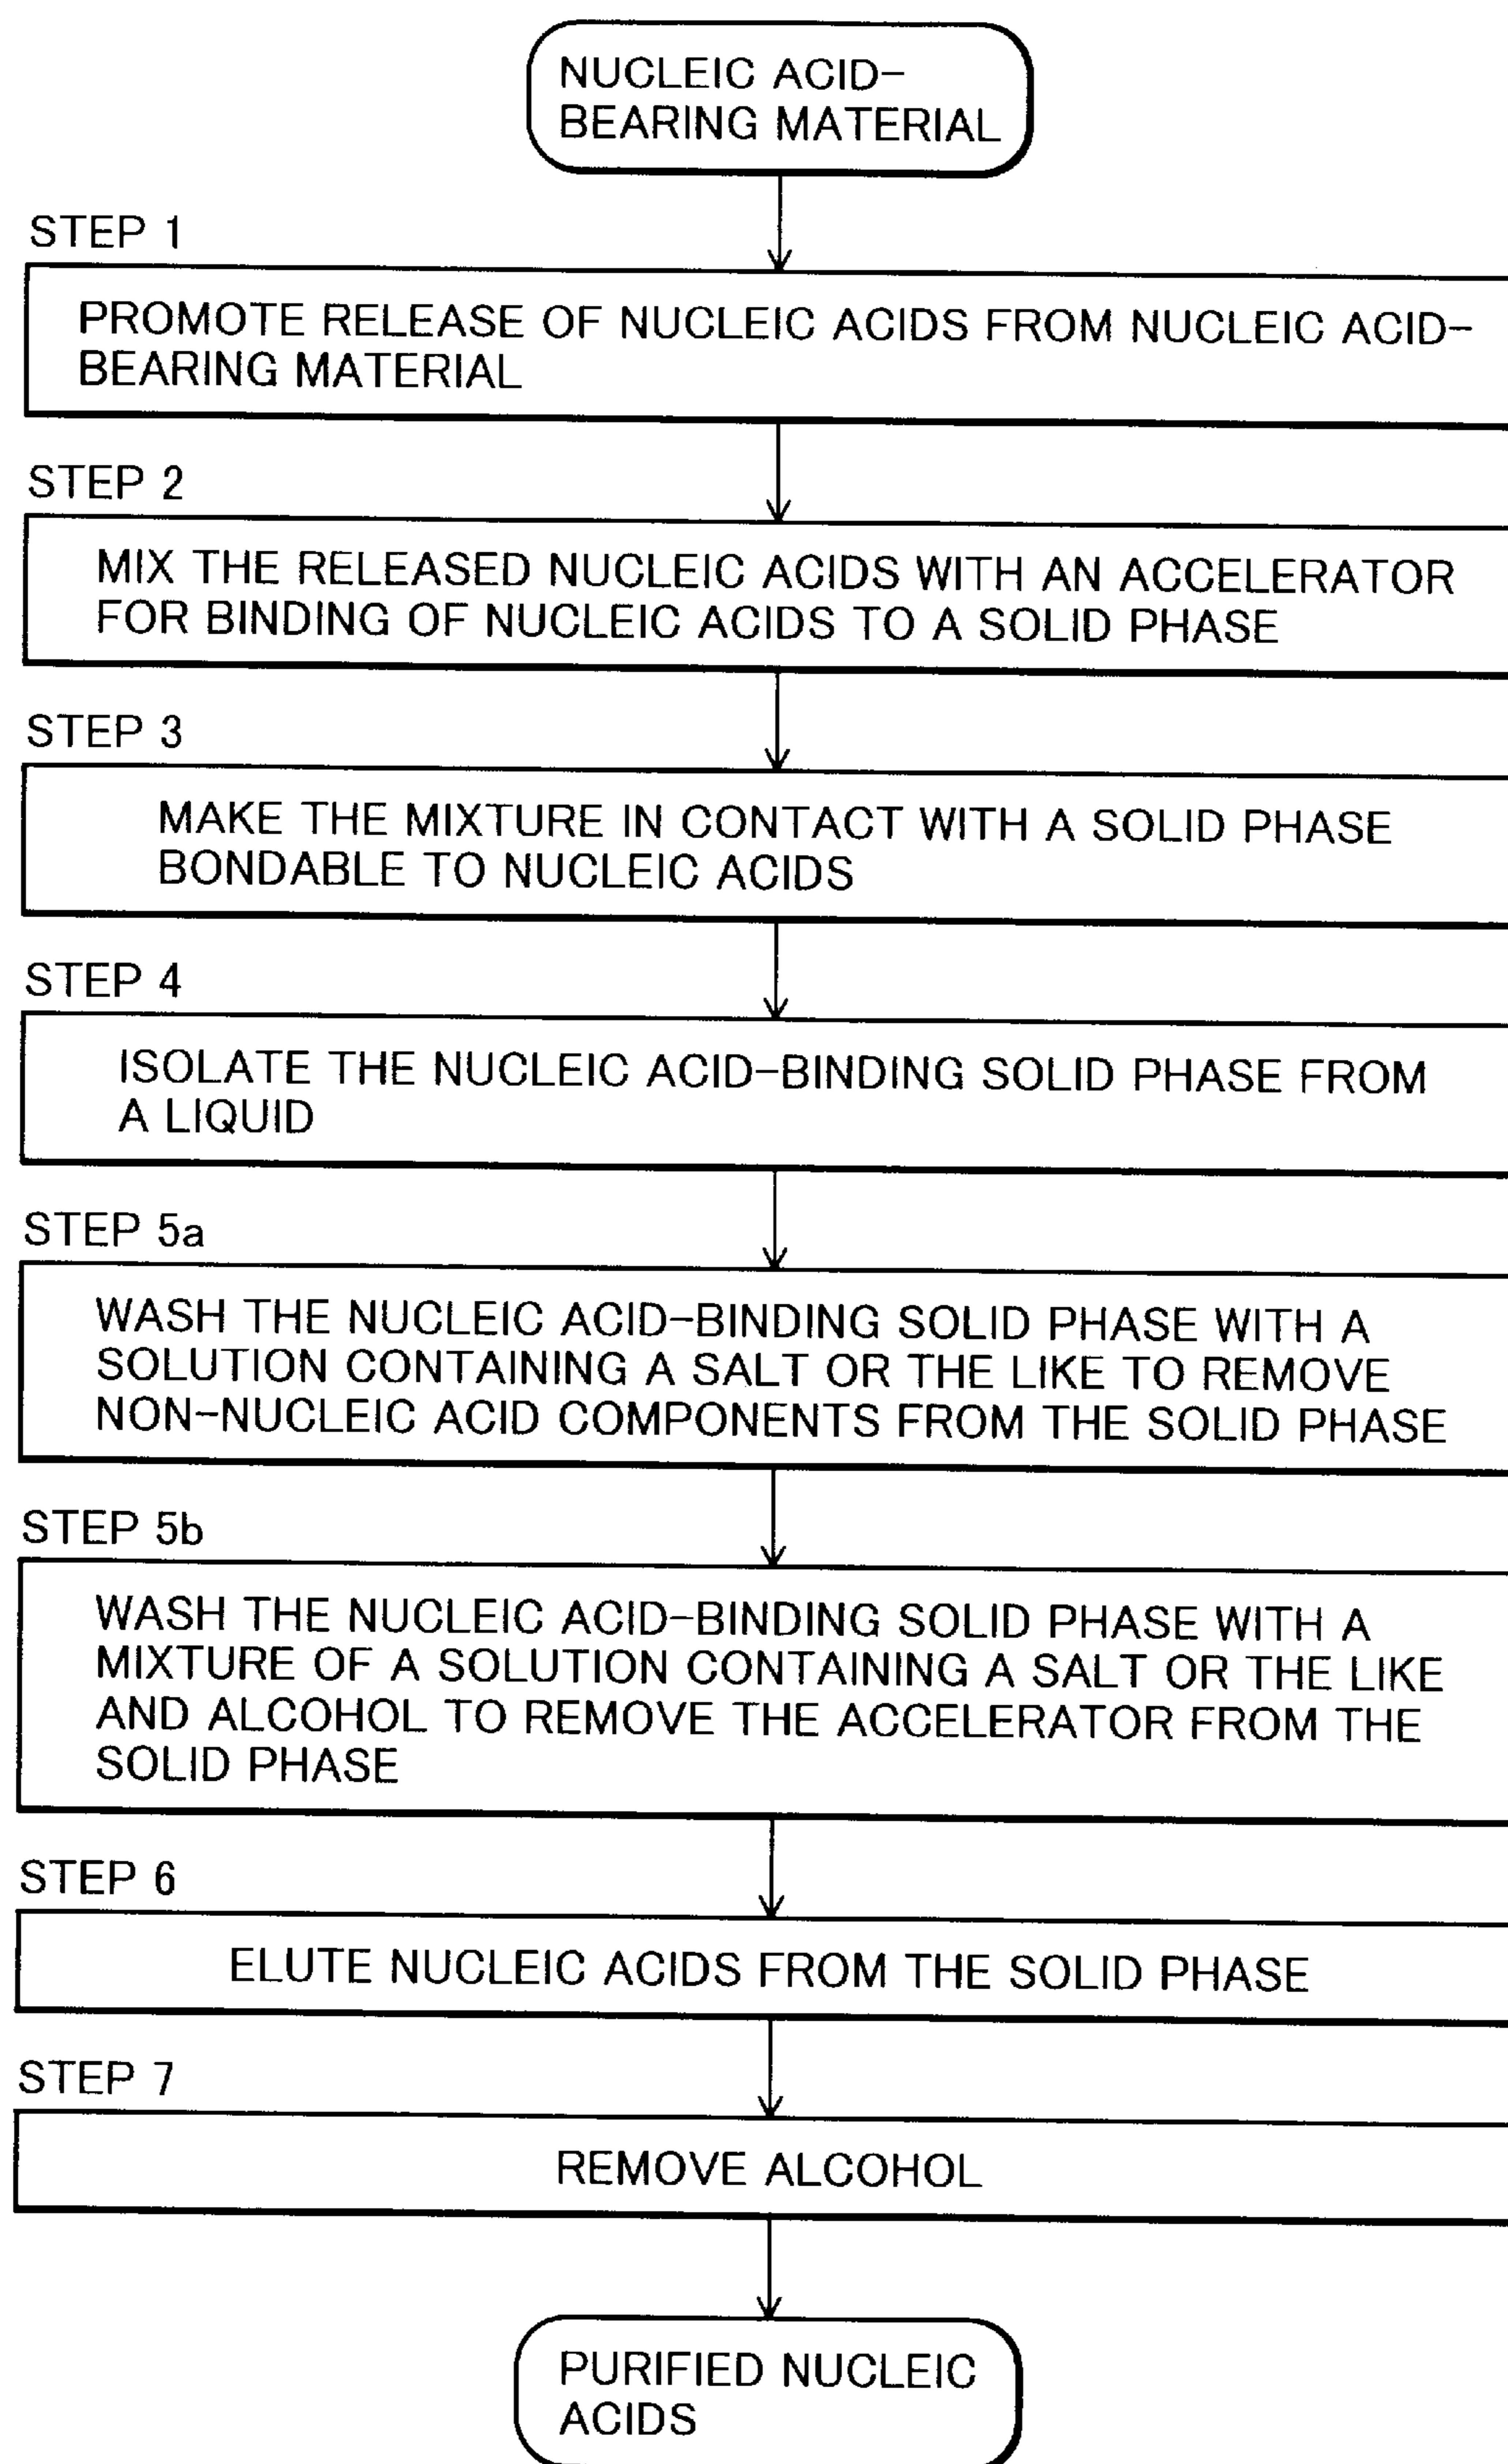 NUCLEIC ACID-
BEARING MATERIAL
STEP 1
PROMOTE RELEASE OF NUCLEIC ACIDS FROM NUCLEIC ACID-
BEARING MATERIAL
STEP 2
MIX THE RELEASED NUCLEIC ACIDS WITH AN ACCELERATOR
FOR BINDING OF NUCLEIC ACIDS TO A SOLID PHASE
STEP 3
MAKE THE MIXTURE IN CONTACT WITH A SOLID PHASE
BONDABLE TO NUCLEIC ACIDS
STEP 4
ISOLATE THE NUCLEIC ACID-BINDING SOLID PHASE FROM
A LIQUID
STEP 5a
WASH THE NUCLEIC ACID-BINDING SOLID PHASE WITH A
SOLUTION CONTAINING A SALT OR THE LIKE TO REMOVE
NON-NUCLEIC ACID COMPONENTS FROM THE SOLID PHASE
STEP 5b
WASH THE NUCLEIC ACID-BINDING SOLID PHASE WITH A
MIXTURE OF A SOLUTION CONTAINING A SALT OR THE LIKE
AND ALCOHOL TO REMOVE THE ACCELERATOR FROM THE
SOLID PHASE
STEP 6
ELUTE NUCLEIC ACIDS FROM THE SOLID PHASE
STEP 7
REMOVE ALCOHOL
PURIFIED NUCLEIC
ACIDS